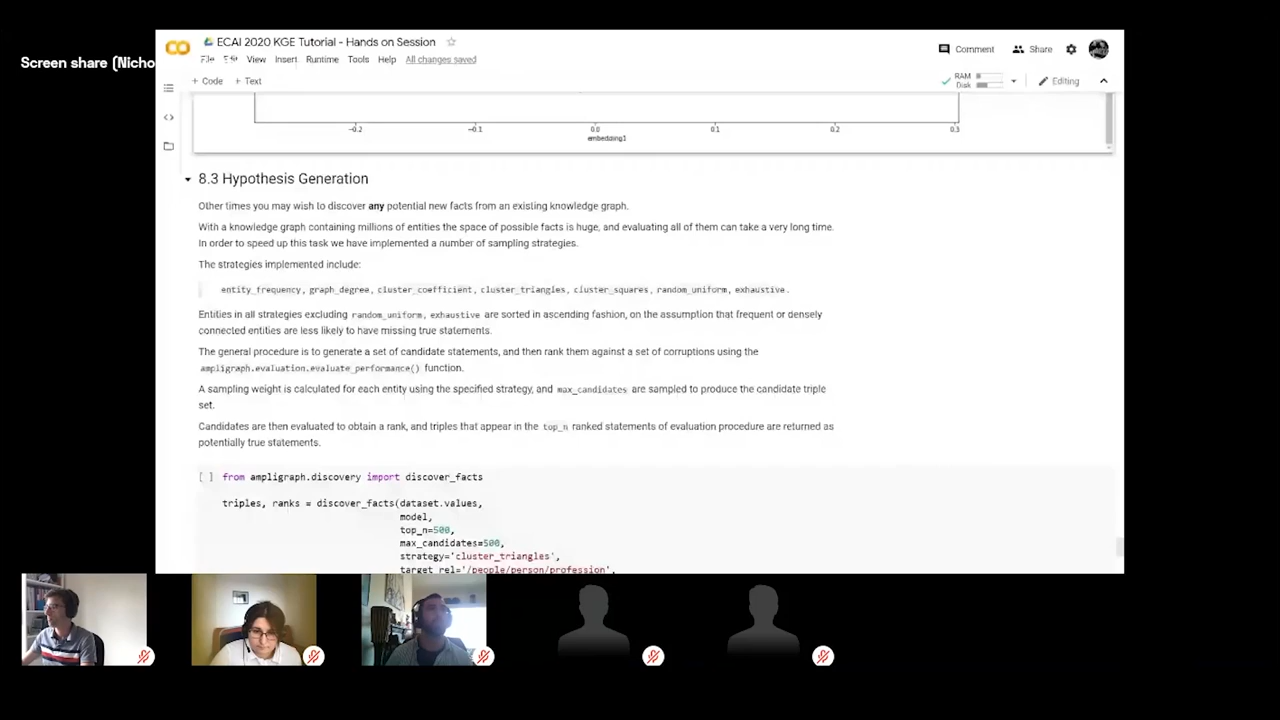 ECAI 2020 KGE Tutorial - Hands on Session
Screen share (Nicho
File Edit View Insert Runtime Tools Help All changes saved
Comment Share
+ Code + Text
RAM
Disk
Editing
-0.2 -0.1 0.0 0.1 0.2 0.3
embedding1
8.3 Hypothesis Generation
Other times you may wish to discover any potential new facts from an existing knowledge graph.
With a knowledge graph containing millions of entities the space of possible facts is huge, and evaluating all of them can take a very long time.
In order to speed up this task we have implemented a number of sampling strategies.
The strategies implemented include:
entity_frequency, graph_degree, cluster_coefficient, cluster_triangles, cluster_squares, random_uniform, exhaustive.
Entities in all strategies excluding random_uniform, exhaustive are sorted in ascending fashion, on the assumption that frequent or densely
connected entities are less likely to have missing true statements.
The general procedure is to generate a set of candidate statements, and then rank them against a set of corruptions using the
ampligraph.evaluation.evaluate_performance() function.
A sampling weight is calculated for each entity using the specified strategy, and max_candidates are sampled to produce the candidate triple
set.
Candidates are then evaluated to obtain a rank, and triples that appear in the top_n ranked statements of evaluation procedure are returned as
potentially true statements.
[ ] from ampligraph.discovery import discover_facts
triples, ranks = discover_facts(dataset.values,
model,
top_n=500,
max_candidates=500,
strategy='cluster_triangles',
target_rel='/people/person/profession',